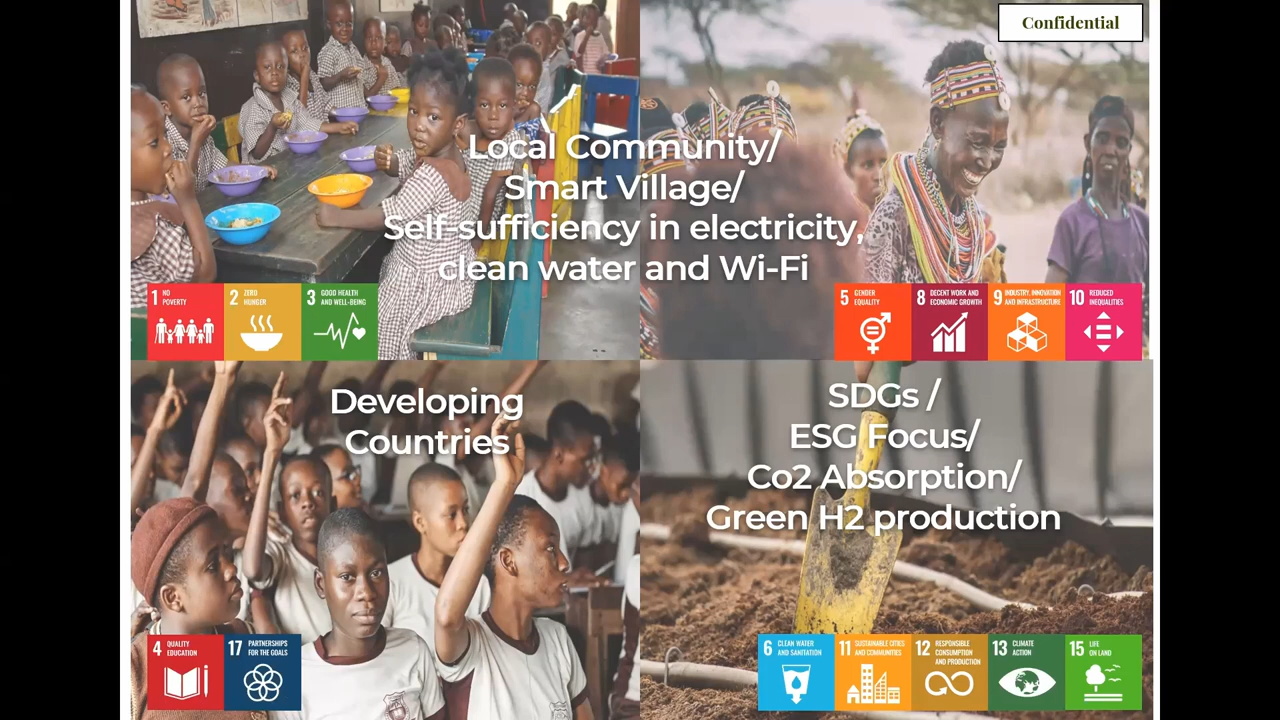 Confidential
Local Community/
Smart Village/
Self-sufficiency in electricity,
clean water and Wi-Fi
1 NO
POVERTY
2 ZERO
HUNGER
3 GOOD HEALTH
AND WELL-BEING
5 GENDER
EQUALITY
8 DECENT WORK AND
ECONOMIC GROWTH
9 INDUSTRY, INNOVATION
AND INFRASTRUCTURE
10 REDUCED
INEQUALITIES
Developing
Countries
4 QUALITY
EDUCATION
17 PARTNERSHIPS
FOR THE GOALS
SDGs /
ESG Focus/
Co2 Absorption/
Green H2 production
6 CLEAN WATER
AND SANITATION
11 SUSTAINABLE CITIES
AND COMMUNITIES
12 RESPONSIBLE
CONSUMPTION
AND PRODUCTION
13 CLIMATE
ACTION
15 LIFE
ON LAND